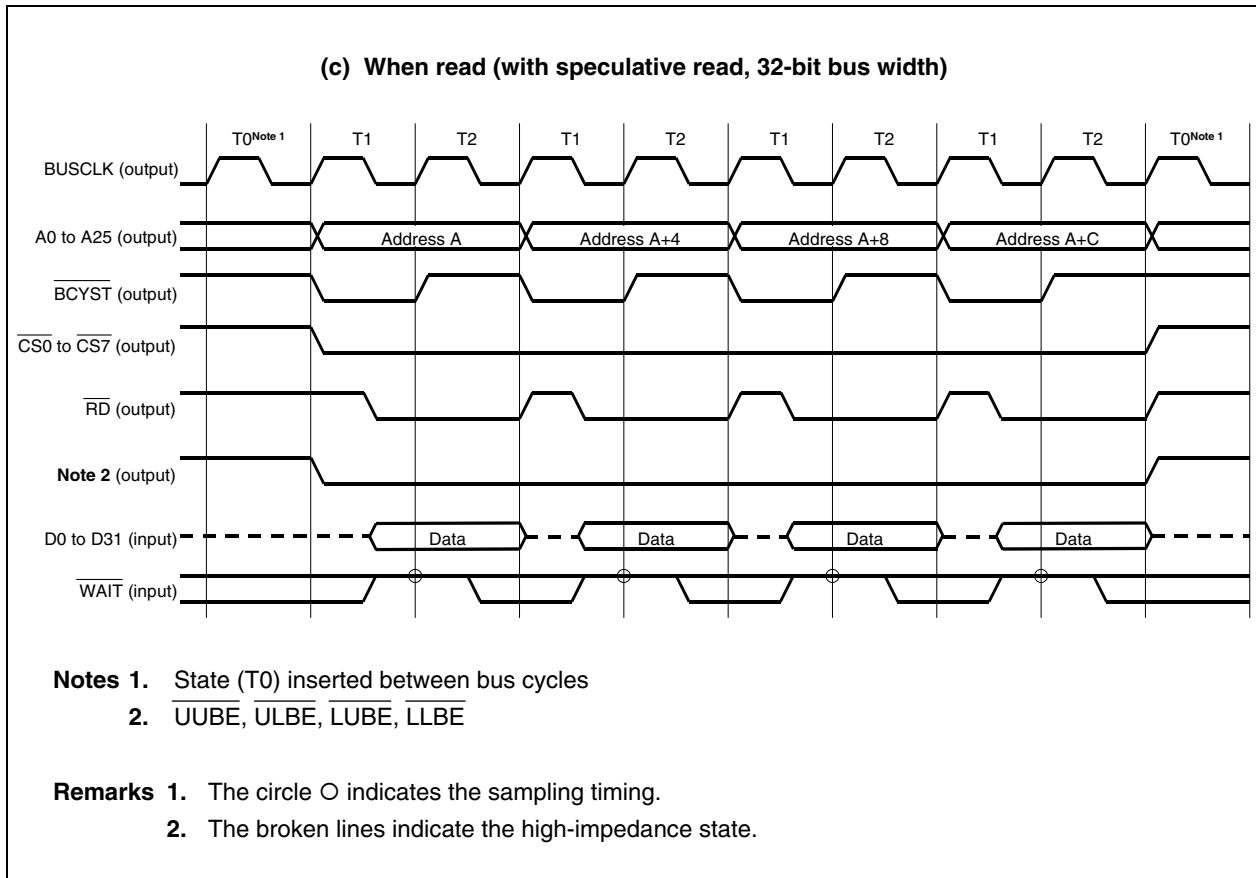 (c) When read (with speculative read, 32-bit bus width)
T0Note 1 T1 T2 T1 T2 T1 T2 T1 T2 T0Note 1
BUSCLK (output)
A0 to A25 (output) Address A Address A+4 Address A+8 Address A+C
BCYST (output)
CS0 to CS7 (output)
RD (output)
Note 2 (output)
D0 to D31 (input) Data Data Data Data
WAIT (input)
Notes 1. State (T0) inserted between bus cycles
2. UUBE, ULBE, LUBE, LLBE
Remarks 1. The circle O indicates the sampling timing.
2. The broken lines indicate the high-impedance state.